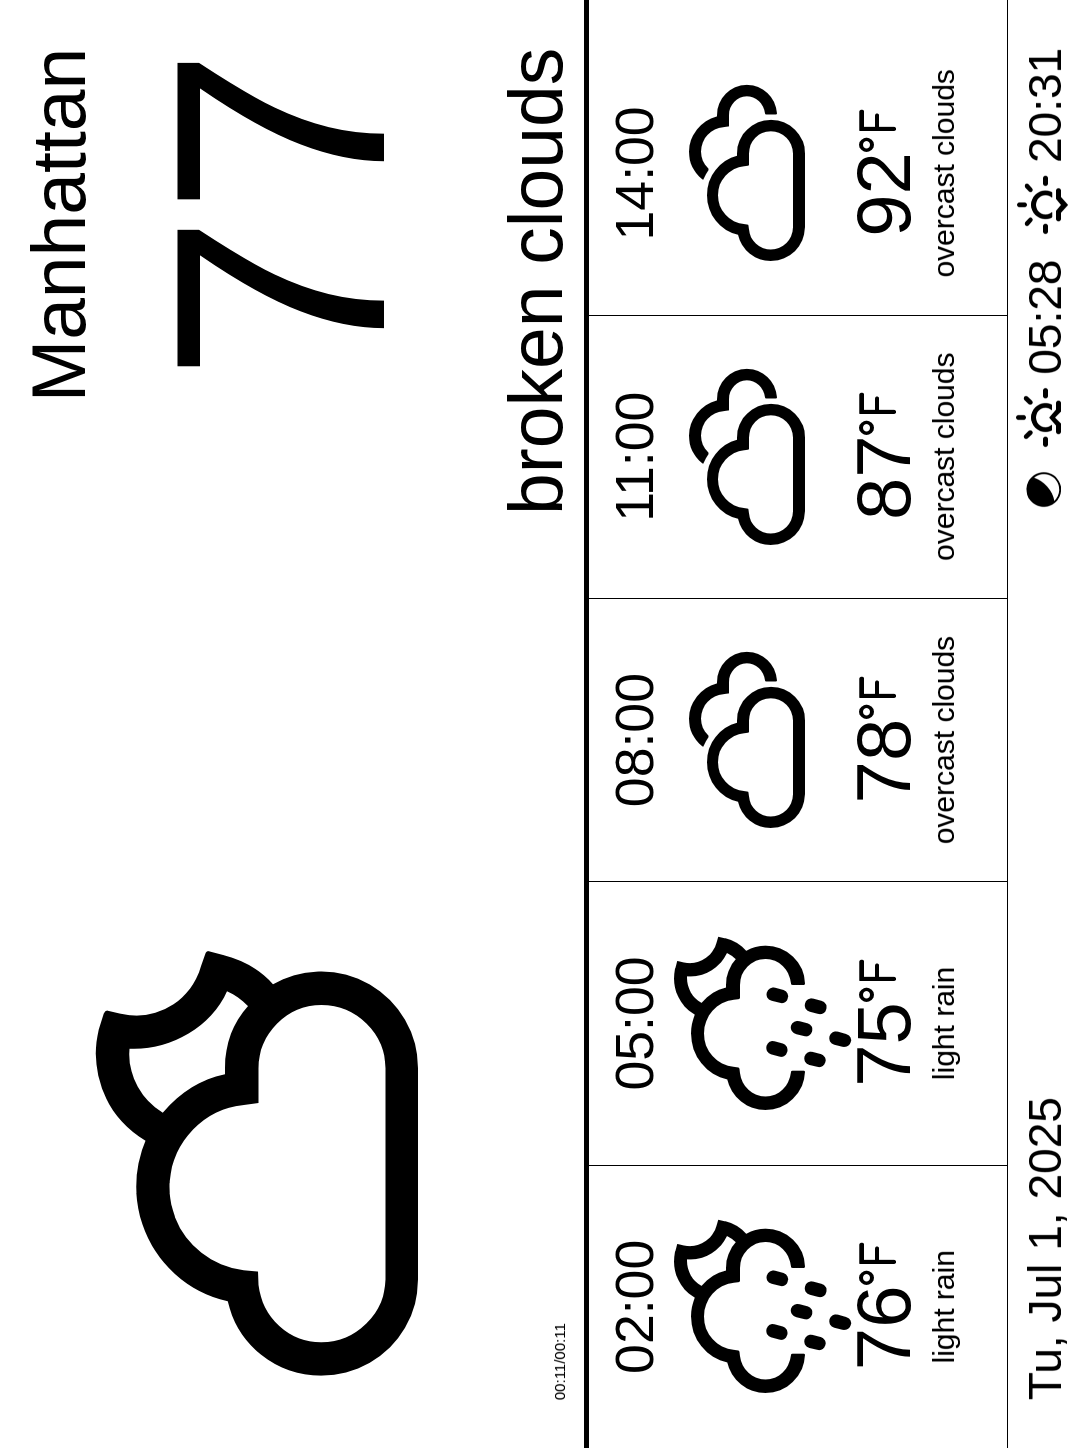 Manhattan
77
broken clouds
00:11/00:11
02:00
76°F
light rain
05:00
75°F
light rain
08:00
78°F
overcast clouds
11:00
87°F
overcast clouds
14:00
92°F
overcast clouds
Tu, Jul 1, 2025
05:28
20:31